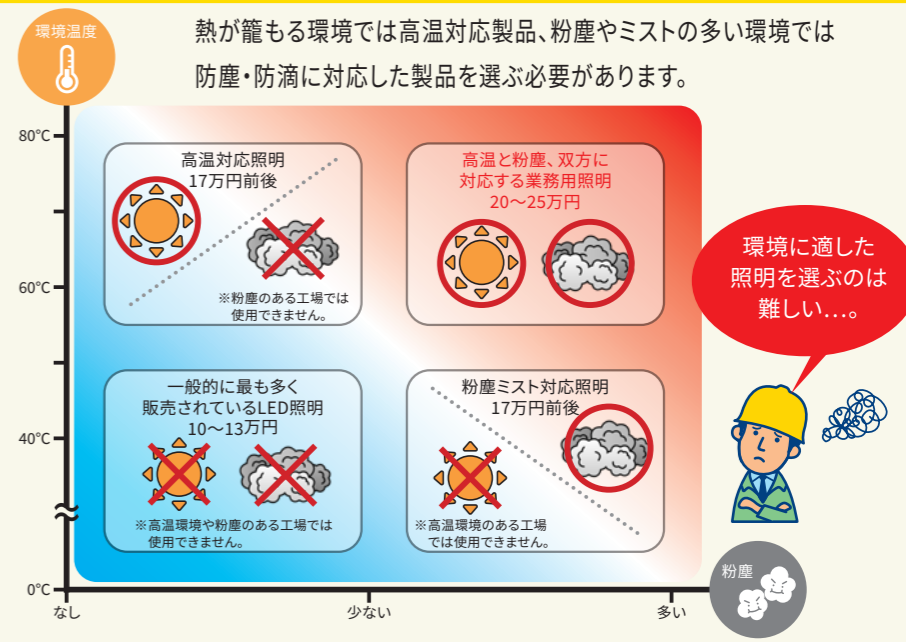 環境温度
熱が籠もる環境では高温対応製品、粉塵やミストの多い環境では
防塵・防滴に対応した製品を選ぶ必要があります。
80℃
60℃
40℃
0℃
高温対応照明
17万円前後
※粉塵のある工場では
使用できません。
高温と粉塵、双方に
対応する業務用照明
20〜25万円
一般的に最も多く
販売されているLED照明
10〜13万円
※高温環境や粉塵のある工場では
使用できません。
粉塵ミスト対応照明
17万円前後
※高温環境のある工場
では使用できません。
環境に適した
照明を選ぶのは
難しい…。
粉塵
なし
少ない
多い